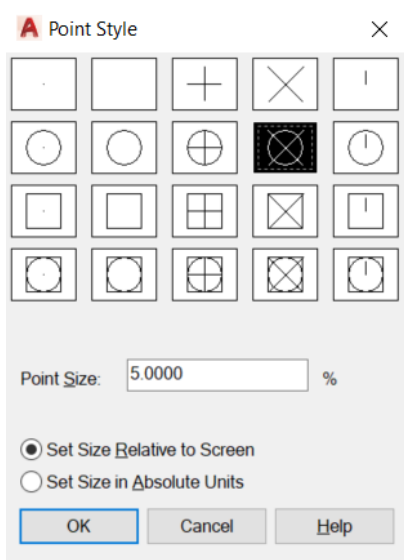 Point Style
Point Size: 5.0000 %
Set Size Relative to Screen
Set Size in Absolute Units
OK Cancel Help